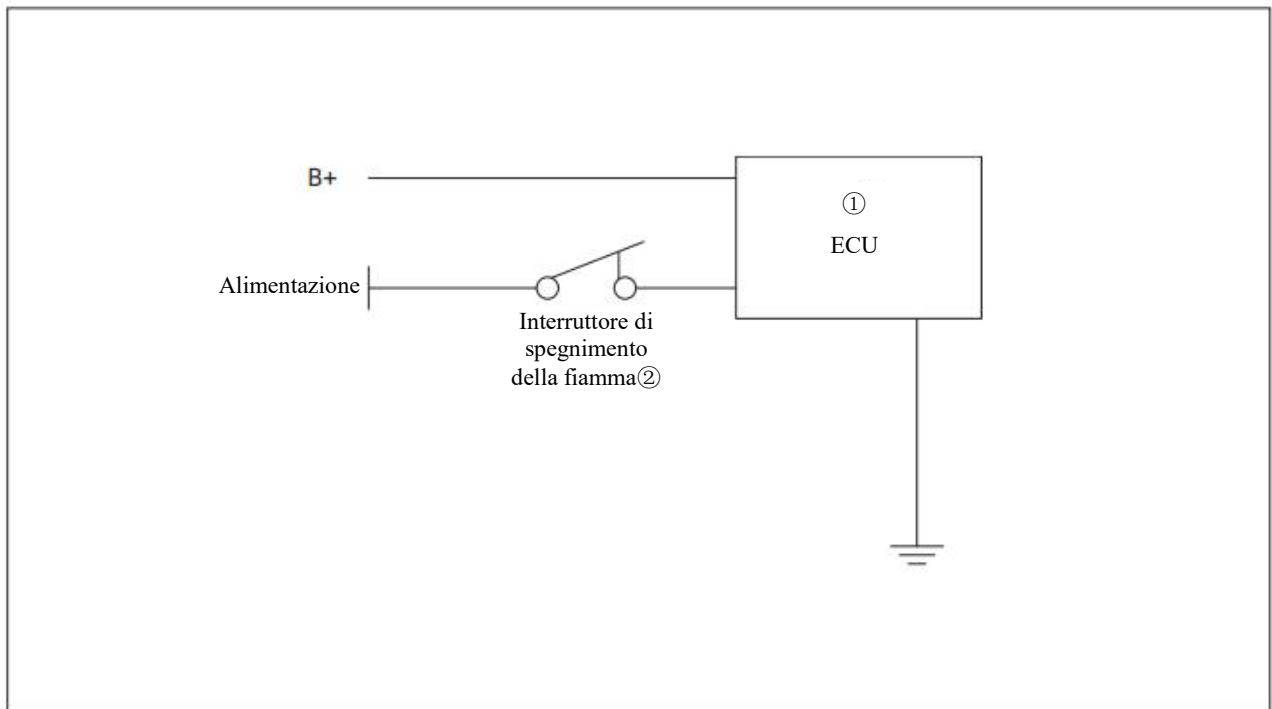 B+
①
ECU
Alimentazione
Interruttore di
spegnimento
della fiamma②